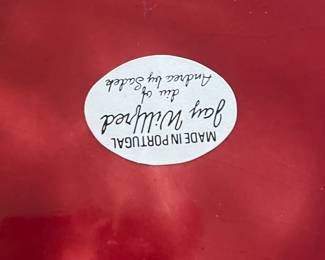 MADE IN PORTUGAL
Jay Willfred
div of
Andrea by Sadek